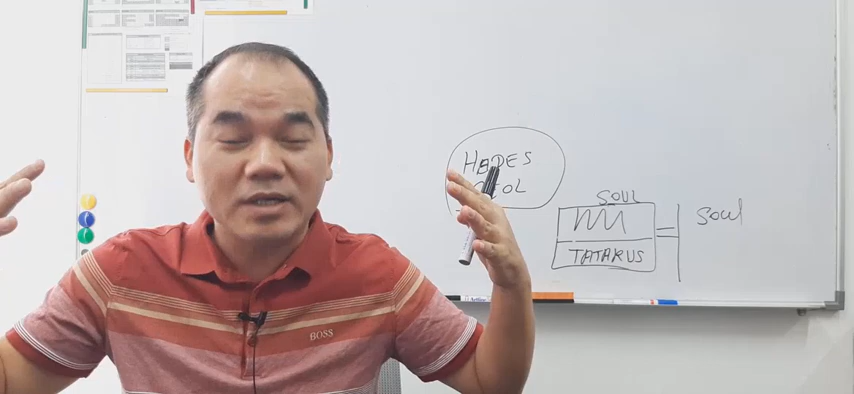 HADES
SOUL
TATARUS
=
SOUL
BOSS